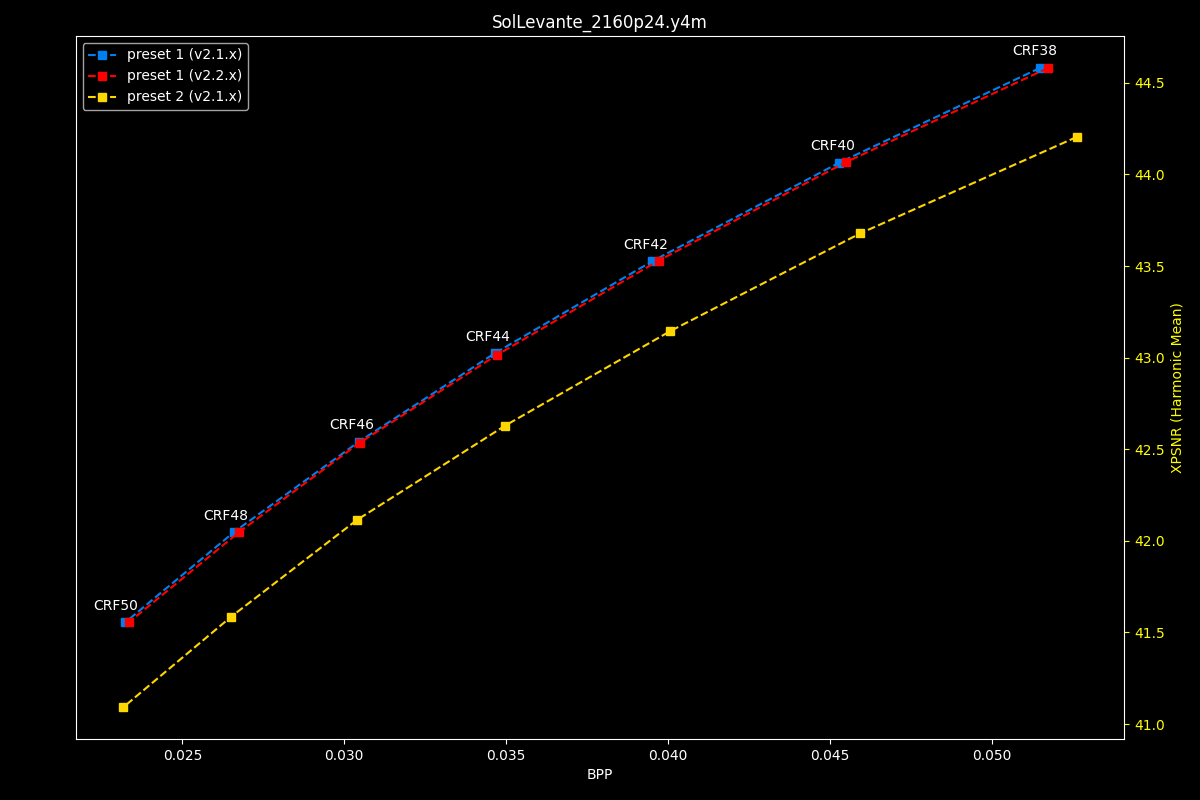 SolLevante_2160p24.y4m
preset 1 (v2.1.x)
preset 1 (v2.2.x)
preset 2 (v2.1.x)
CRF38
CRF40
CRF42
CRF44
CRF46
CRF48
CRF50
44.5
44.0
43.5
43.0
42.5
42.0
41.5
41.0
XPSNR (Harmonic Mean)
0.025
0.030
0.035
0.040
0.045
0.050
BPP